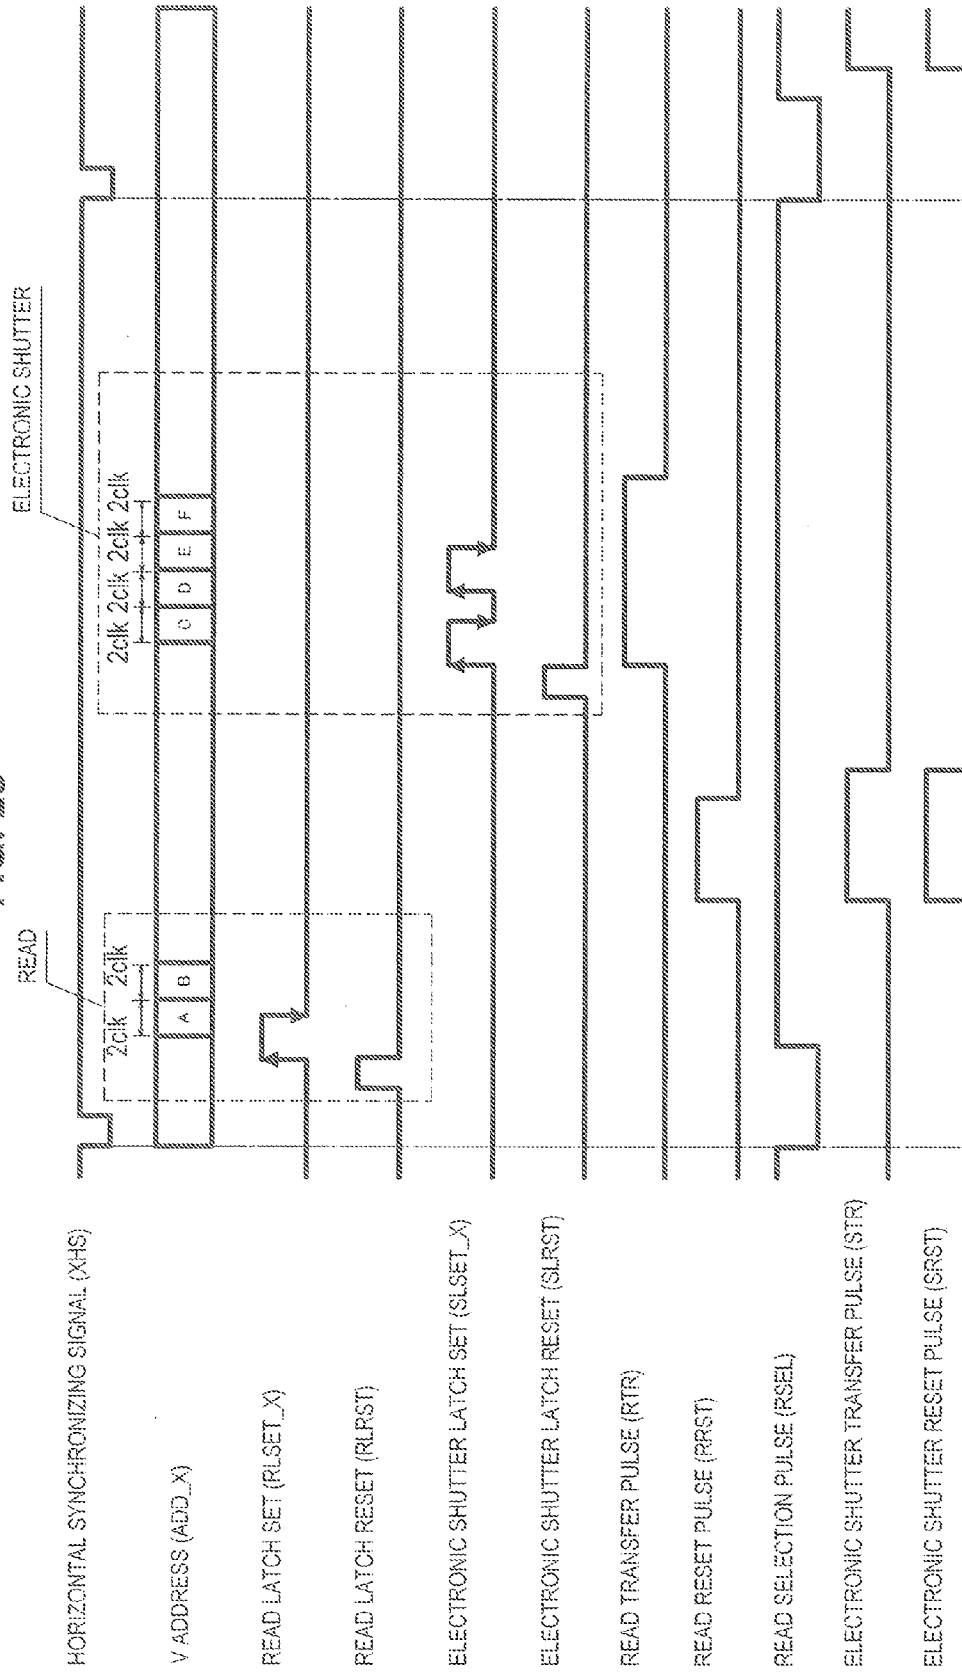 READ
ELECTRONIC SHUTTER
HORIZONTAL SYNCHRONIZING SIGNAL (XHS)
2clk 2clk 2clk 2clk 2clk 2clk
V ADDRESS (ADD_X)
A B C D E F
READ LATCH SET (RLSET_X)
READ LATCH RESET (RLRST)
ELECTRONIC SHUTTER LATCH SET (SLSET_X)
ELECTRONIC SHUTTER LATCH RESET (SLRST)
READ TRANSFER PULSE (RTR)
READ RESET PULSE (RRST)
READ SELECTION PULSE (RSEL)
ELECTRONIC SHUTTER TRANSFER PULSE (STR)
ELECTRONIC SHUTTER RESET PULSE (SRST)